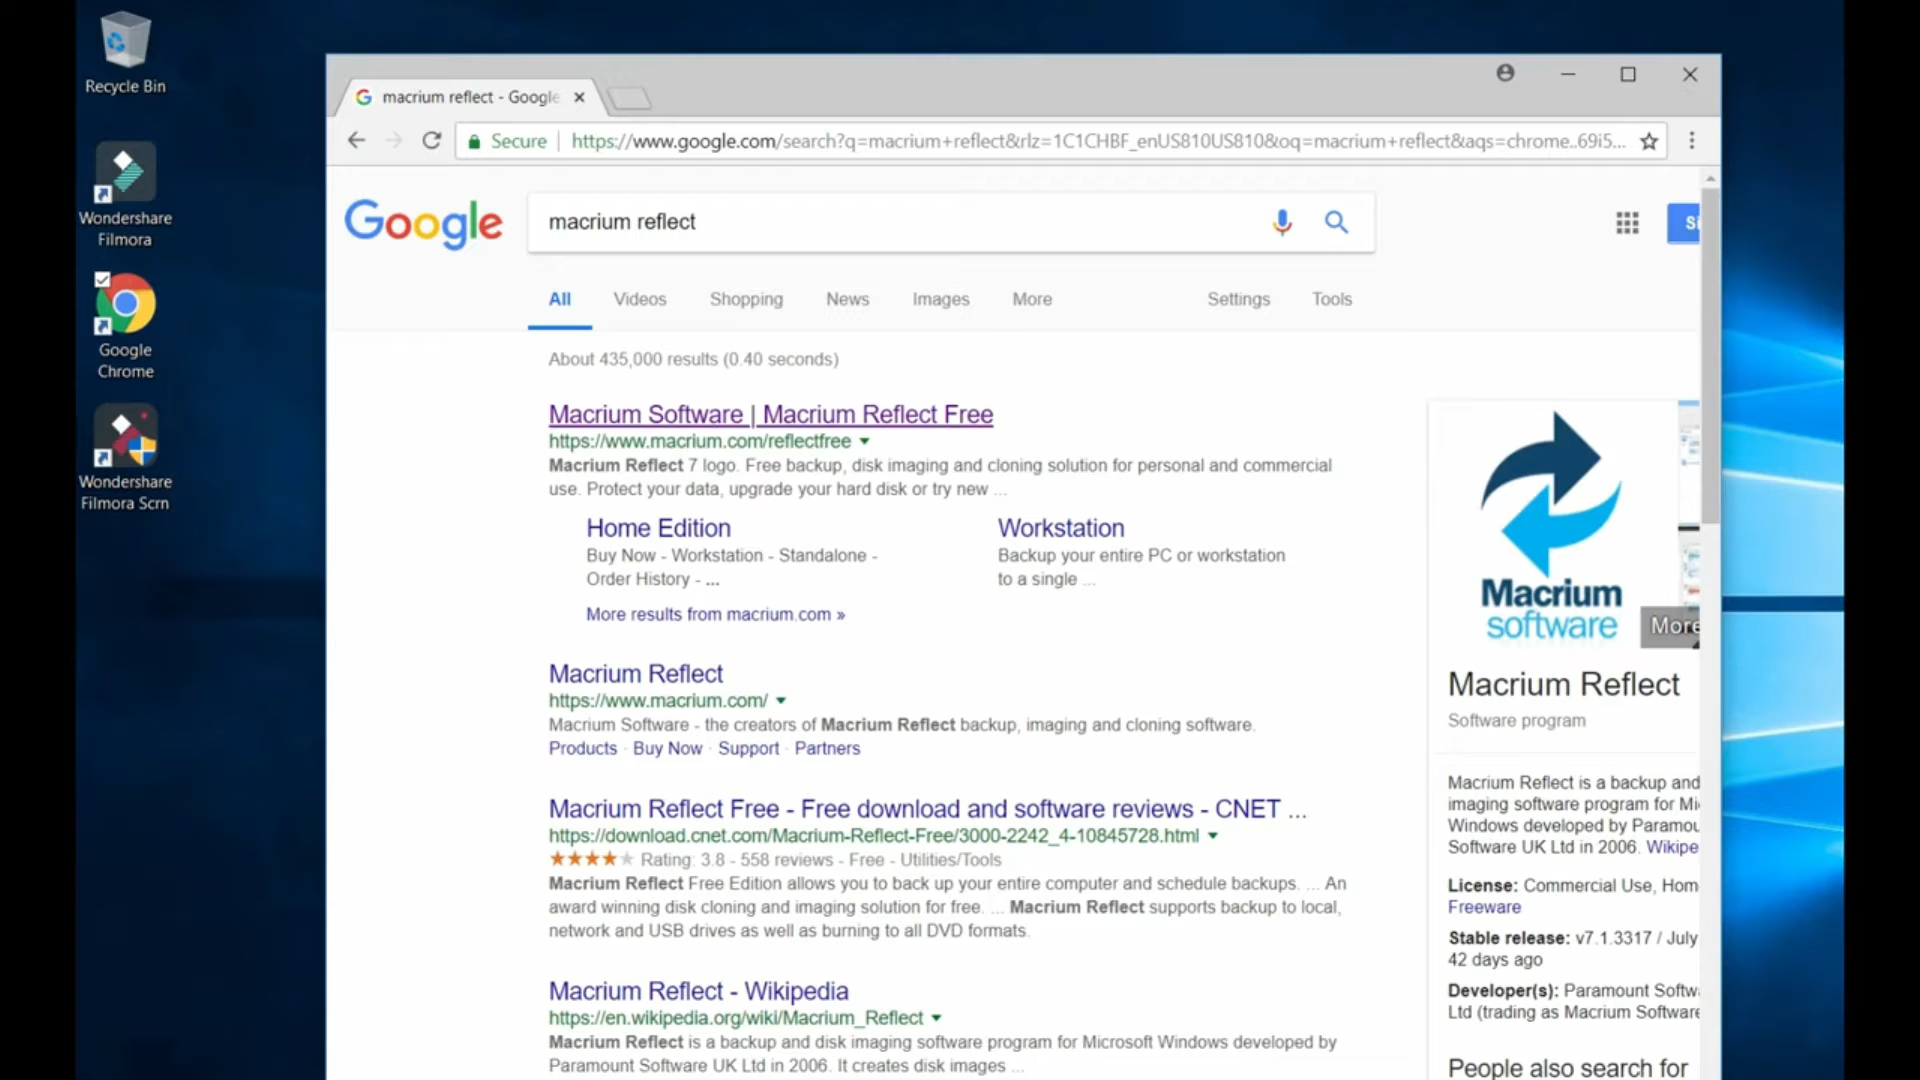 Recycle Bin
Wondershare
Filmora
Google
Chrome
Wondershare
Filmora Scrn
macrium reflect - Google
Secure
https://www.google.com/search?q=macrium+reflect&rlz=1C1CHBF_enUS810US810&oq=macrium+reflect&aqs=chrome..69i5...
Google
macrium reflect
Si
All Videos Shopping News Images More Settings Tools
About 435,000 results (0.40 seconds)
Macrium Software | Macrium Reflect Free
https://www.macrium.com/reflectfree
Macrium Reflect 7 logo. Free backup, disk imaging and cloning solution for personal and commercial
use. Protect your data, upgrade your hard disk or try new ...
Home Edition
Buy Now - Workstation - Standalone -
Order History - ...
Workstation
Backup your entire PC or workstation
to a single ...
More results from macrium.com »
Macrium Reflect
https://www.macrium.com/
Macrium Software - the creators of Macrium Reflect backup, imaging and cloning software.
Products · Buy Now · Support · Partners
Macrium Reflect Free - Free download and software reviews - CNET ...
https://download.cnet.com/Macrium-Reflect-Free/3000-2242_4-10845728.html
Rating: 3.8 - 558 reviews - Free - Utilities/Tools
Macrium Reflect Free Edition allows you to back up your entire computer and schedule backups. ... An
award winning disk cloning and imaging solution for free. ... Macrium Reflect supports backup to local,
network and USB drives as well as burning to all DVD formats.
Macrium Reflect - Wikipedia
https://en.wikipedia.org/wiki/Macrium_Reflect
Macrium Reflect is a backup and disk imaging software program for Microsoft Windows developed by
Paramount Software UK Ltd in 2006. It creates disk images ...
Macrium
software
More
Macrium Reflect
Software program
Macrium Reflect is a backup and
imaging software program for Mi
Windows developed by Paramou
Software UK Ltd in 2006. Wikipe
License: Commercial Use, Hom
Freeware
Stable release: v7.1.3317 / July
42 days ago
Developer(s): Paramount Softw
Ltd (trading as Macrium Software
People also search for